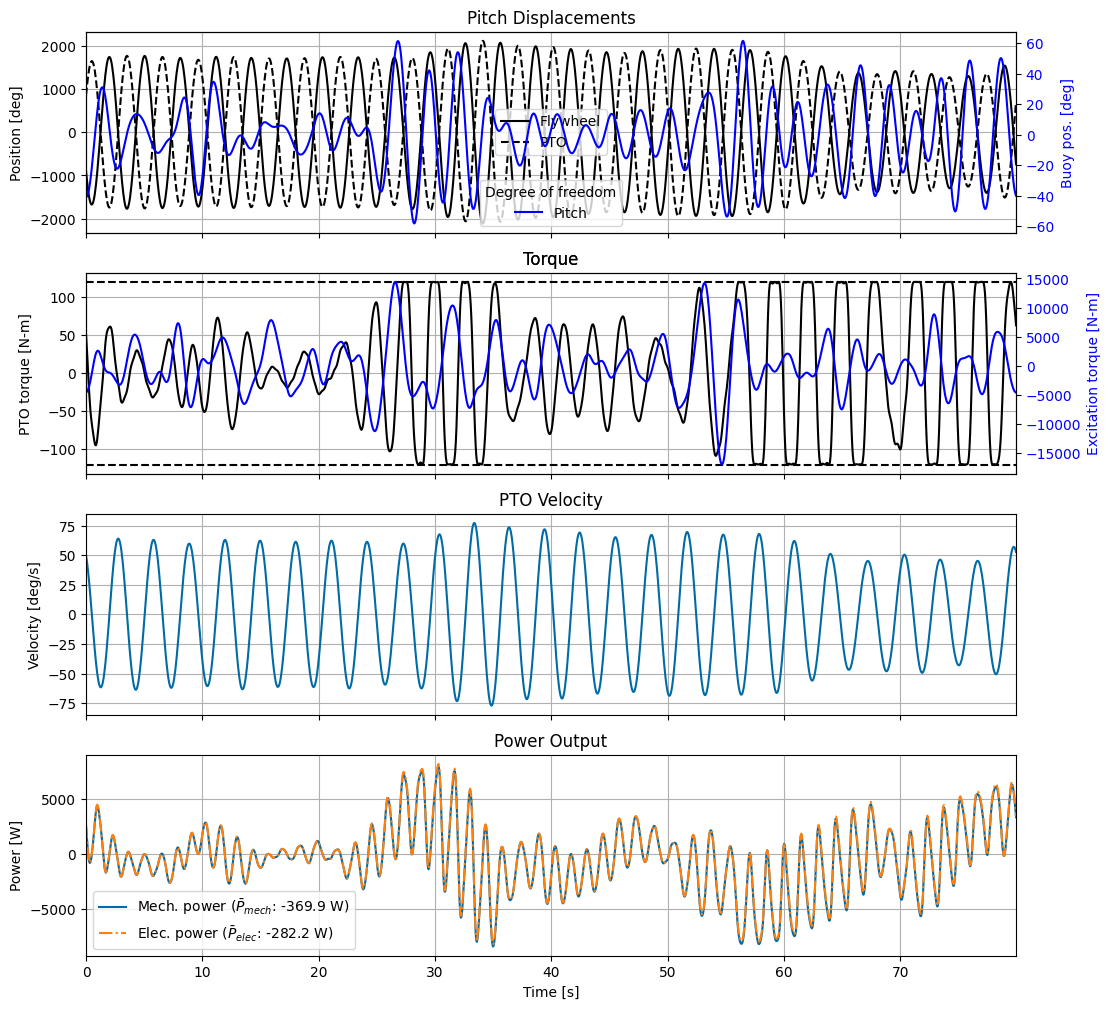 Pitch Displacements
Position [deg]
2000
1000
0
−1000
−2000
60
40
20
0
−20
−40
−60
Buoy pos. [deg]
Flywheel
PTO
Degree of freedom
Pitch
Torque
PTO torque [N-m]
100
50
0
−50
−100
15000
10000
5000
0
−5000
−10000
−15000
Excitation torque [N-m]
PTO Velocity
Velocity [deg/s]
75
50
25
0
−25
−50
−75
Power Output
Power [W]
5000
0
−5000
Mech. power (P̄mech: -369.9 W)
Elec. power (P̄elec: -282.2 W)
0 10 20 30 40 50 60 70
Time [s]